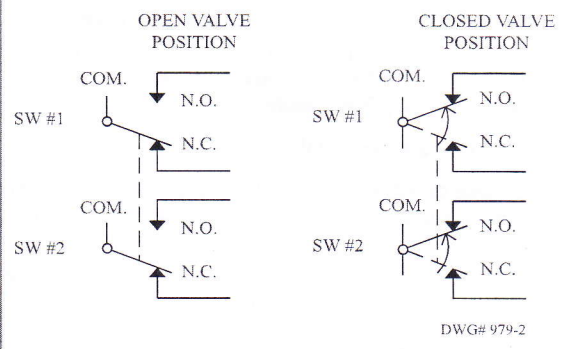 OPEN VALVE
POSITION
COM.
N.O.
SW #1
N.C.
COM.
N.O.
SW #2
N.C.
CLOSED VALVE
POSITION
COM.
N.O.
SW #1
N.C.
COM.
N.O.
SW #2
N.C.
DWG# 979-2